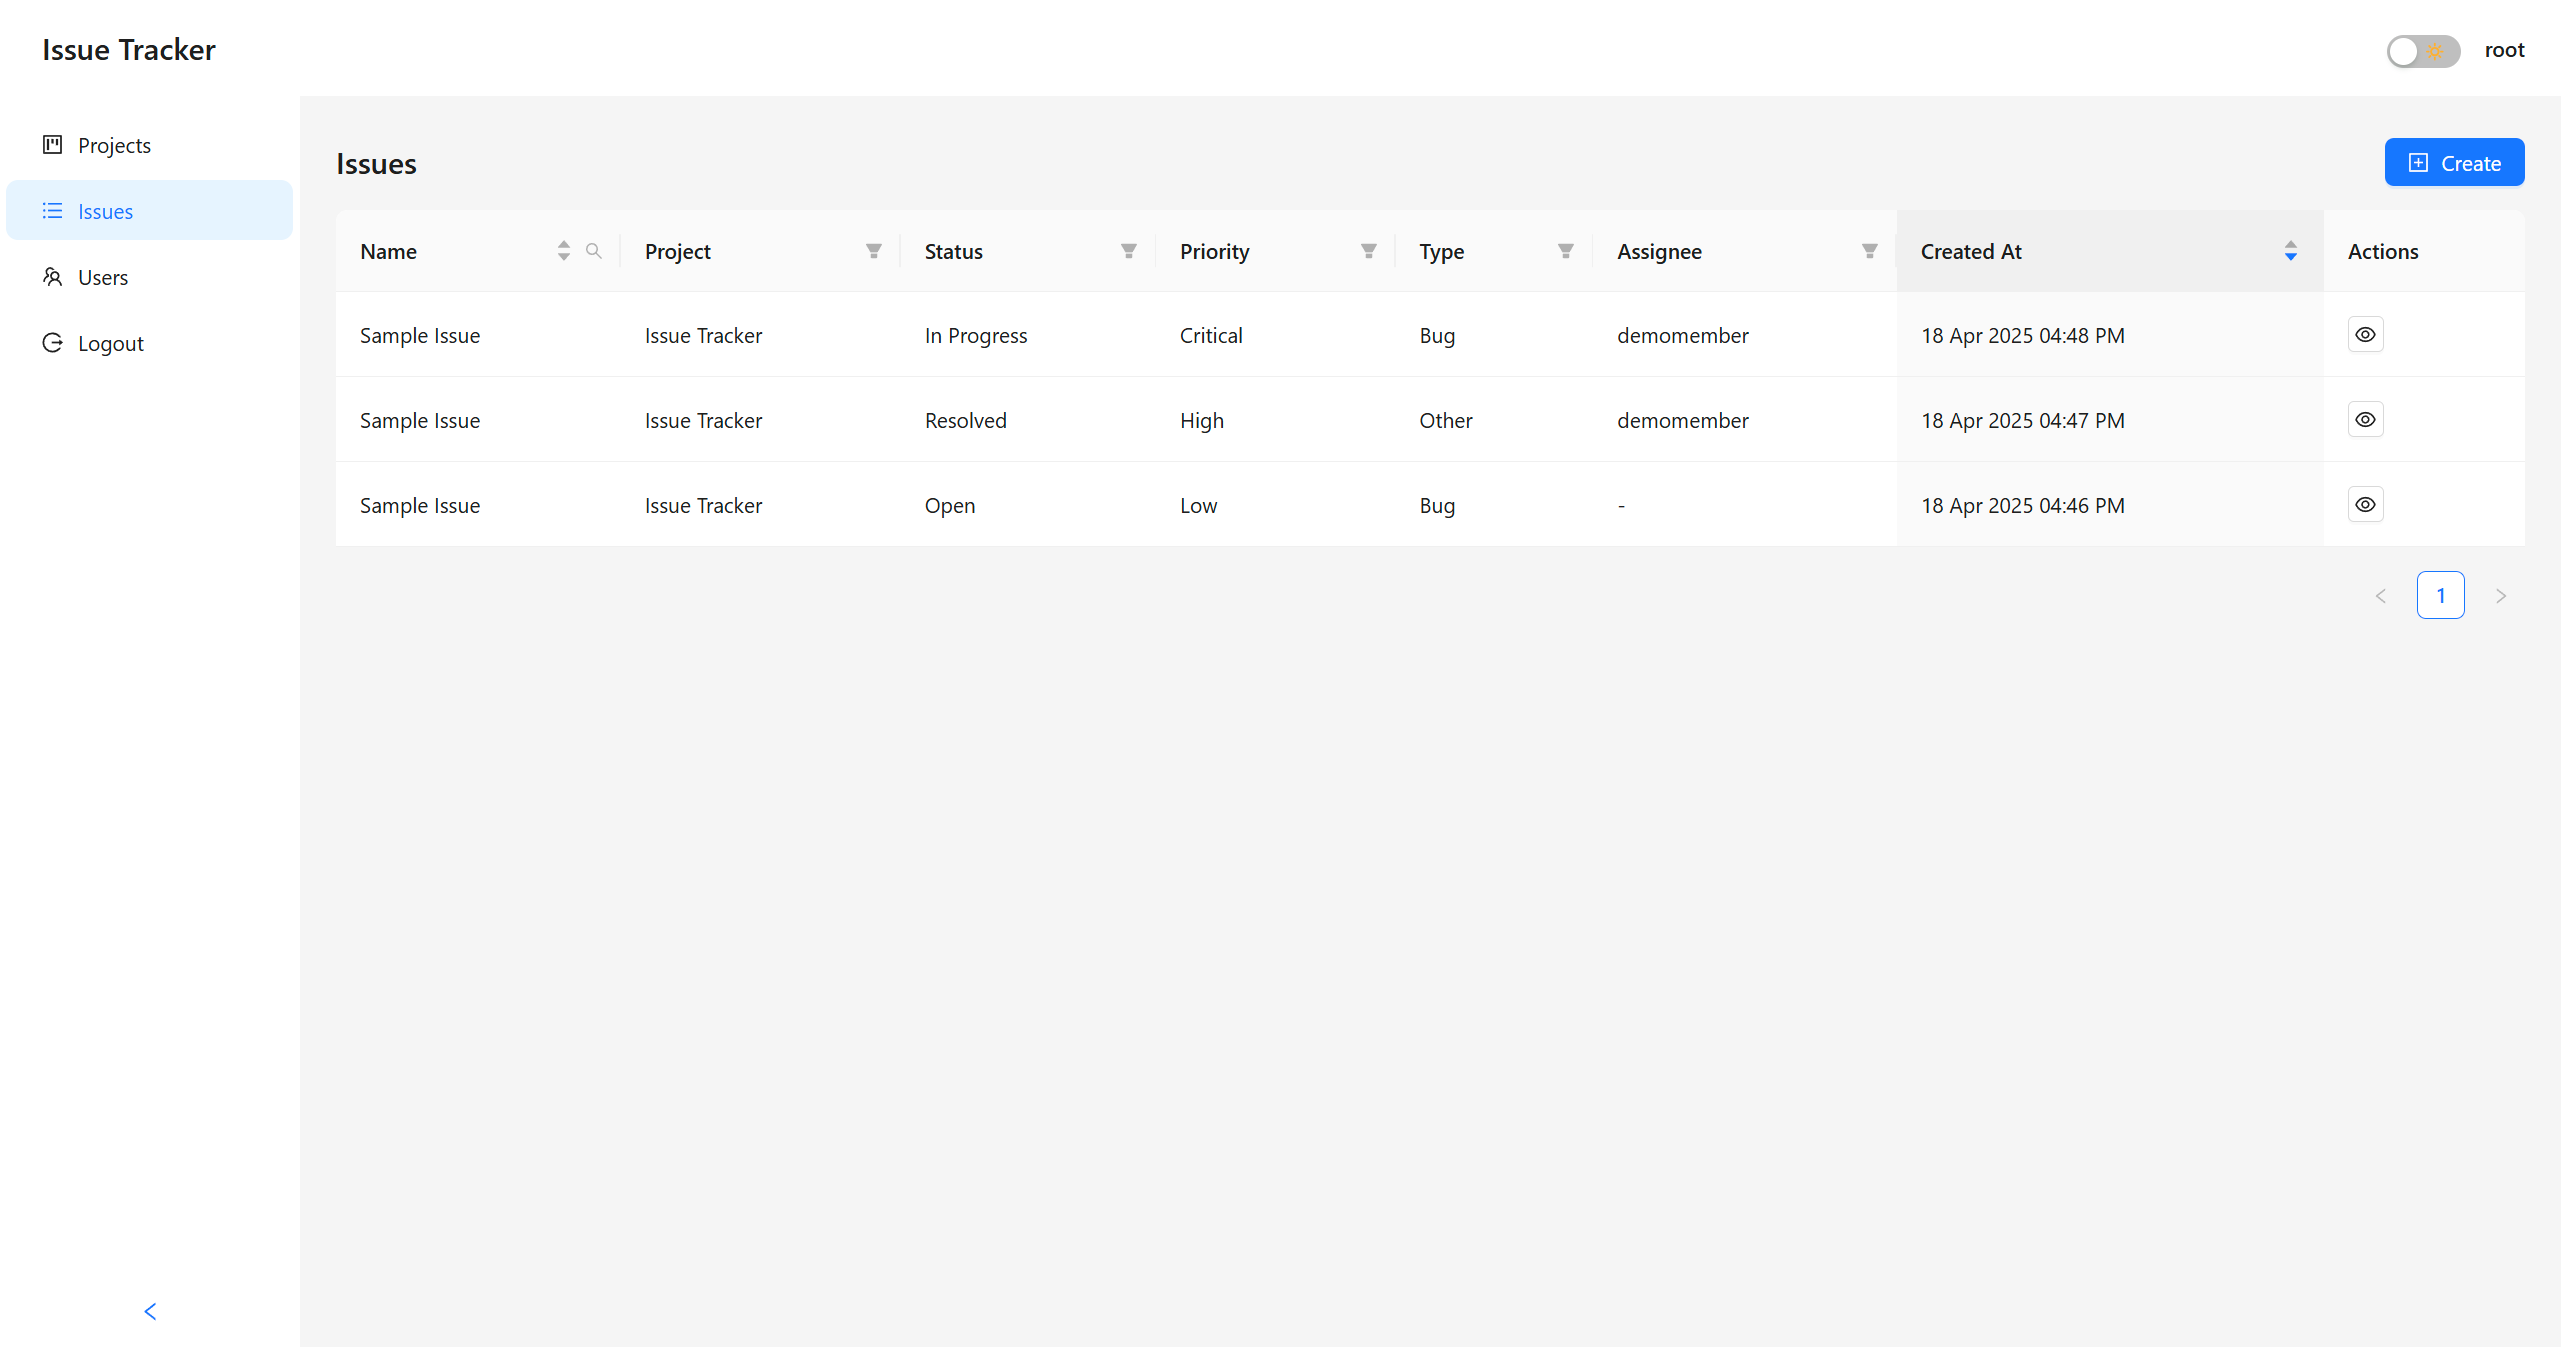 Issue Tracker
root
Projects
Issues
Users
Logout
Issues
Create
Name Project Status Priority Type Assignee Created At Actions
Sample Issue Issue Tracker In Progress Critical Bug demomember 18 Apr 2025 04:48 PM
Sample Issue Issue Tracker Resolved High Other demomember 18 Apr 2025 04:47 PM
Sample Issue Issue Tracker Open Low Bug - 18 Apr 2025 04:46 PM
1